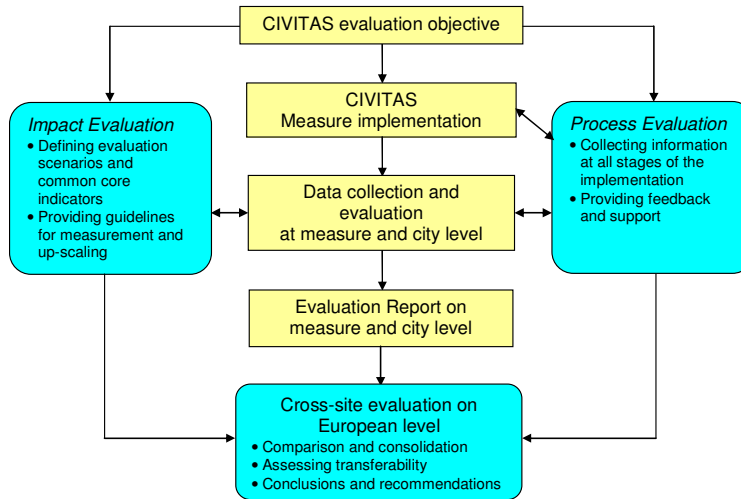 CIVITAS evaluation objective
CIVITAS
Measure implementation
Impact Evaluation
• Defining evaluation
scenarios and
common core
indicators
• Providing guidelines
for measurement and
up-scaling
Process Evaluation
• Collecting information
at all stages of the
implementation
• Providing feedback
and support
Data collection and
evaluation
at measure and city level
Evaluation Report on
measure and city level
Cross-site evaluation on
European level
• Comparison and consolidation
• Assessing transferability
• Conclusions and recommendations